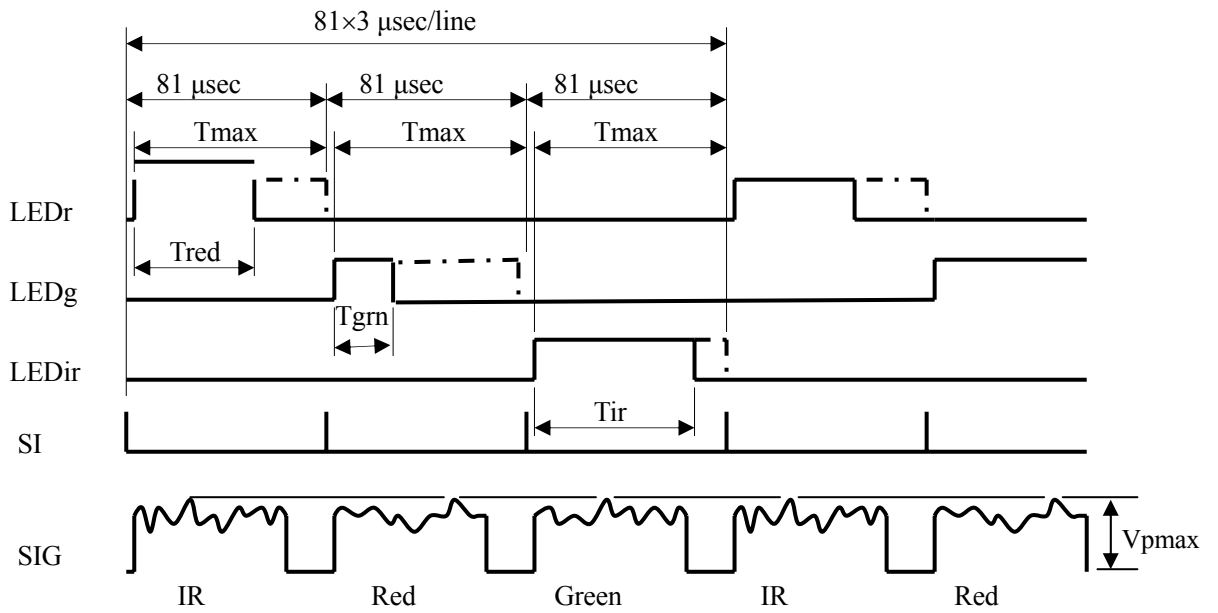 81×3 μsec/line
81 μsec 81 μsec 81 μsec
Tmax Tmax Tmax
LEDr
Tred
LEDg
Tgrn
LEDir
Tir
SI
SIG
Vpmax
IR Red Green IR Red